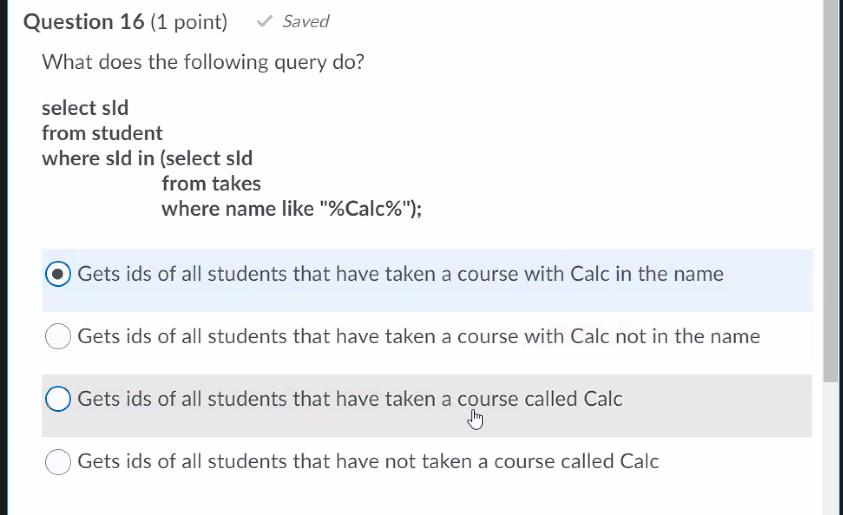 Question 16 (1 point) ✓ Saved
What does the following query do?
select sId
from student
where sId in (select sId
from takes
where name like "%Calc%");
Gets ids of all students that have taken a course with Calc in the name
Gets ids of all students that have taken a course with Calc not in the name
Gets ids of all students that have taken a course called Calc
Gets ids of all students that have not taken a course called Calc